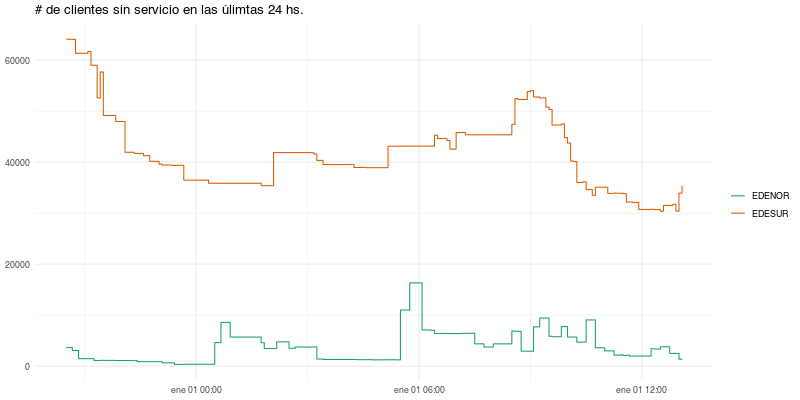 # de clientes sin servicio en las úlimtas 24 hs.
60000
40000
20000
0
ene 01 00:00
ene 01 06:00
ene 01 12:00
EDENOR
EDESUR